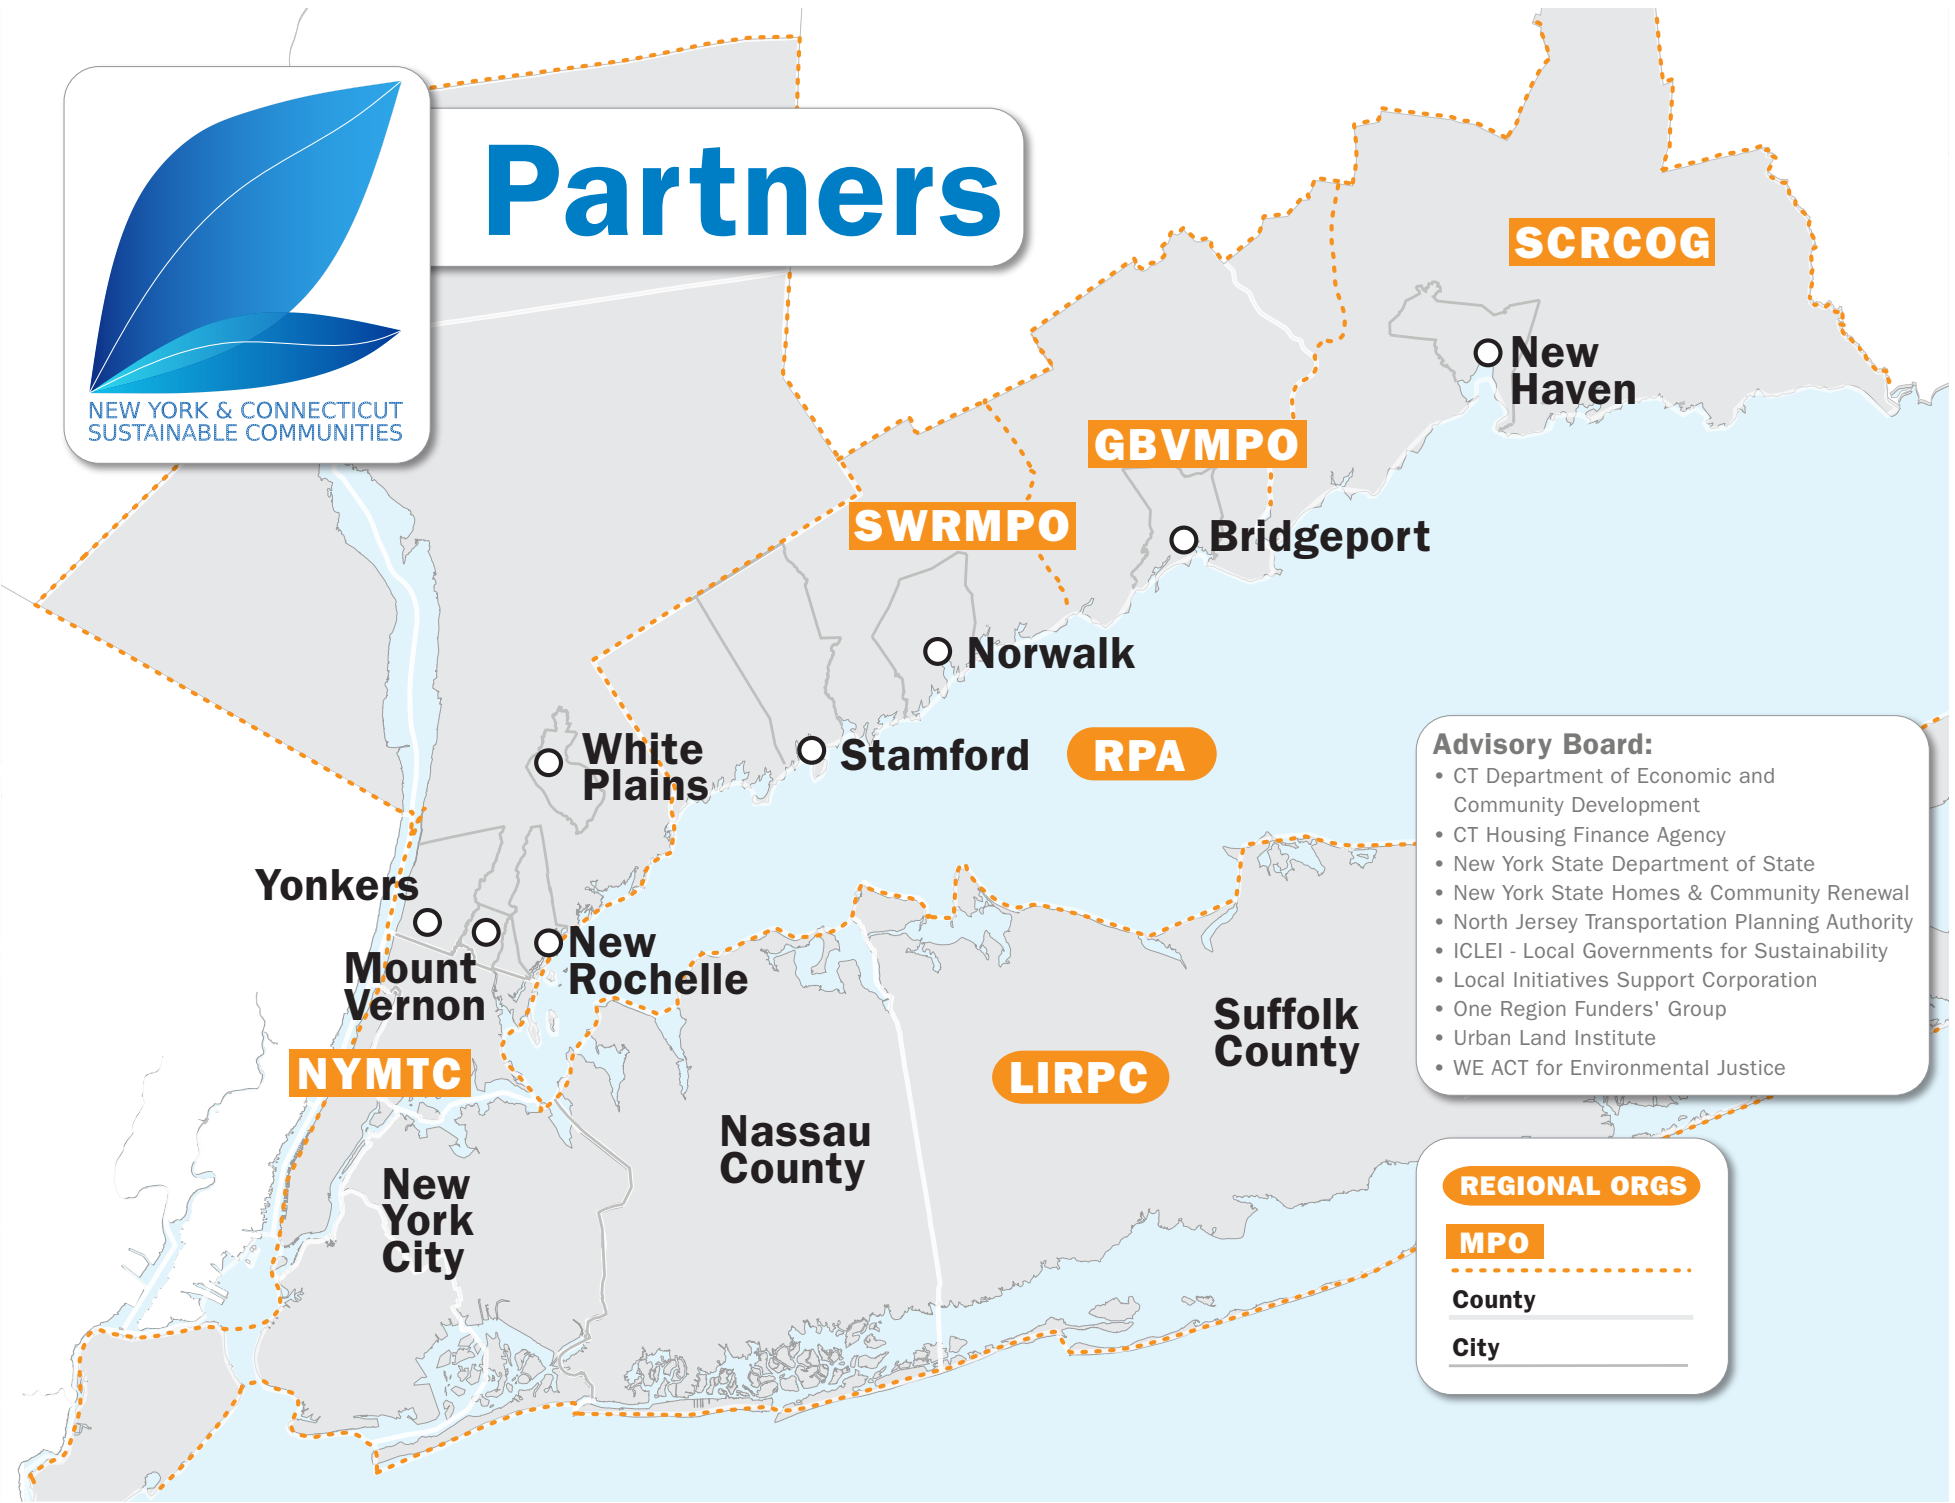 Partners
NEW YORK & CONNECTICUT
SUSTAINABLE COMMUNITIES
SCRCOG
New
Haven
GBVMPO
SWRMPO
Bridgeport
Norwalk
White
Plains
Stamford
RPA
Yonkers
Mount
Vernon
New
Rochelle
NYMTC
Suffolk
County
LIRPC
Nassau
County
New
York
City
Advisory Board:
• CT Department of Economic and
Community Development
• CT Housing Finance Agency
• New York State Department of State
• New York State Homes & Community Renewal
• North Jersey Transportation Planning Authority
• ICLEI - Local Governments for Sustainability
• Local Initiatives Support Corporation
• One Region Funders' Group
• Urban Land Institute
• WE ACT for Environmental Justice
REGIONAL ORGS
MPO
County
City